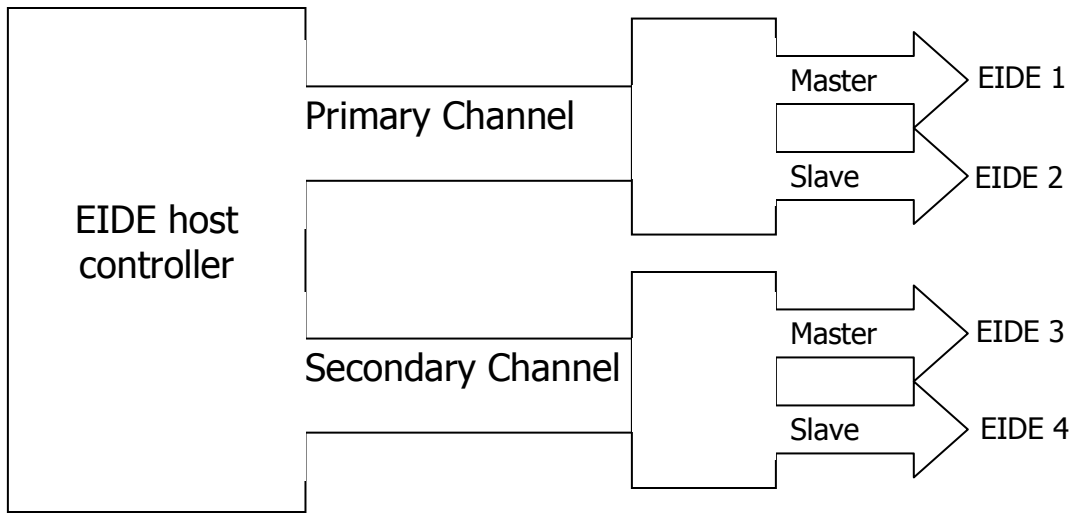 EIDE host
controller
Primary Channel
Master
EIDE 1
Slave
EIDE 2
Secondary Channel
Master
EIDE 3
Slave
EIDE 4